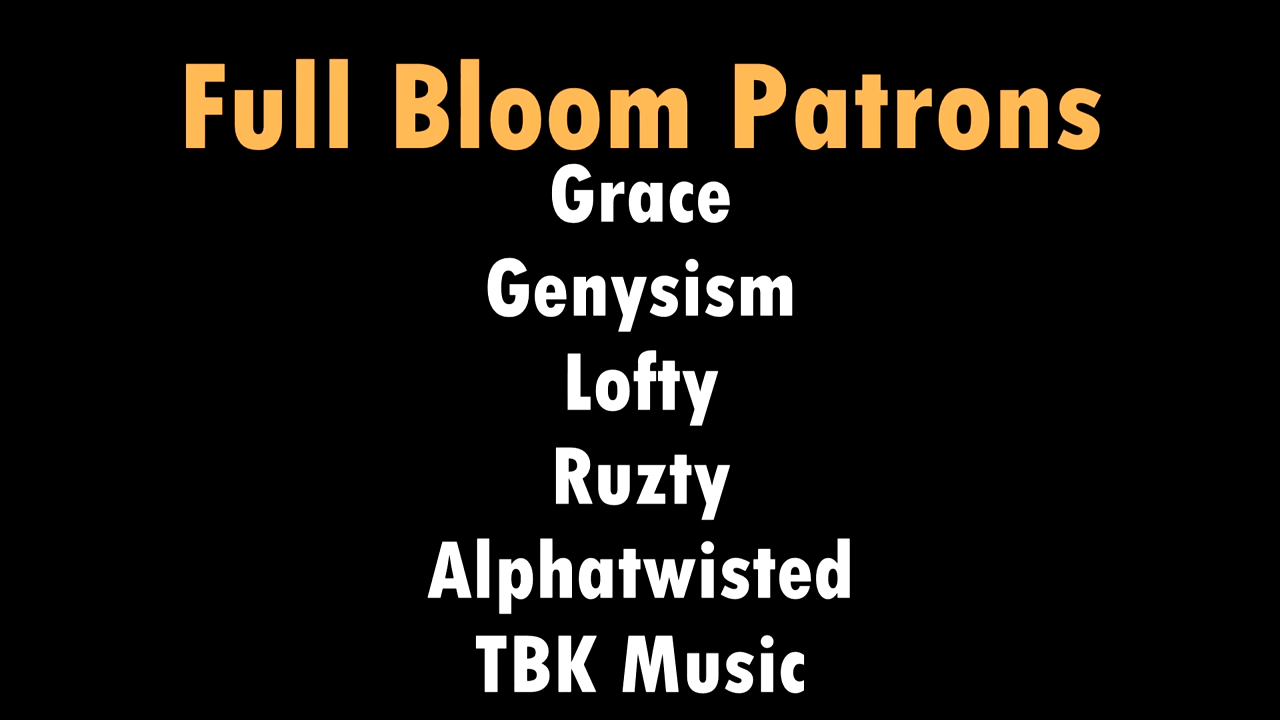 Full Bloom Patrons
Grace
Genysism
Lofty
Ruzty
Alphatwisted
TBK Music